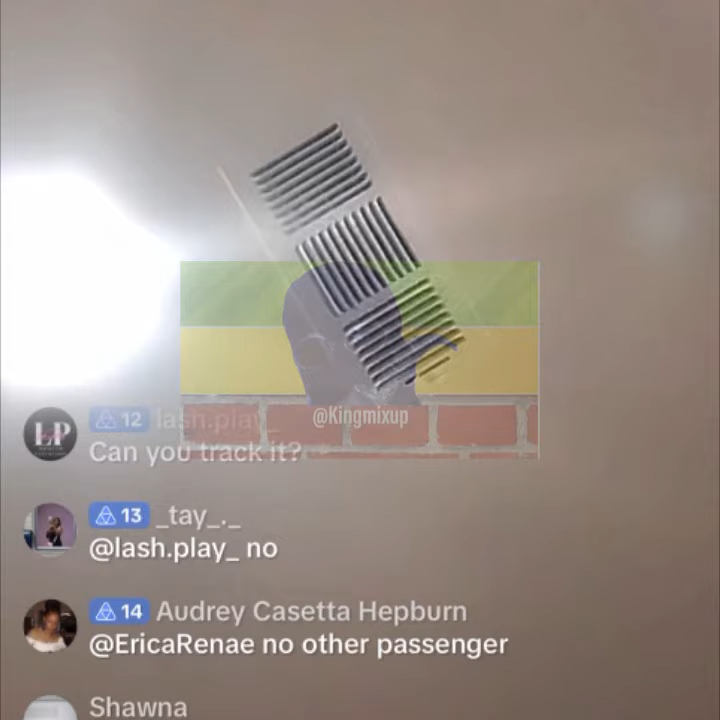 @Kingmixup
12 lash.play_
Can you track it?
13 _tay_._
@lash.play_ no
14 Audrey Casetta Hepburn
@EricaRenae no other passenger
Shawna
LP